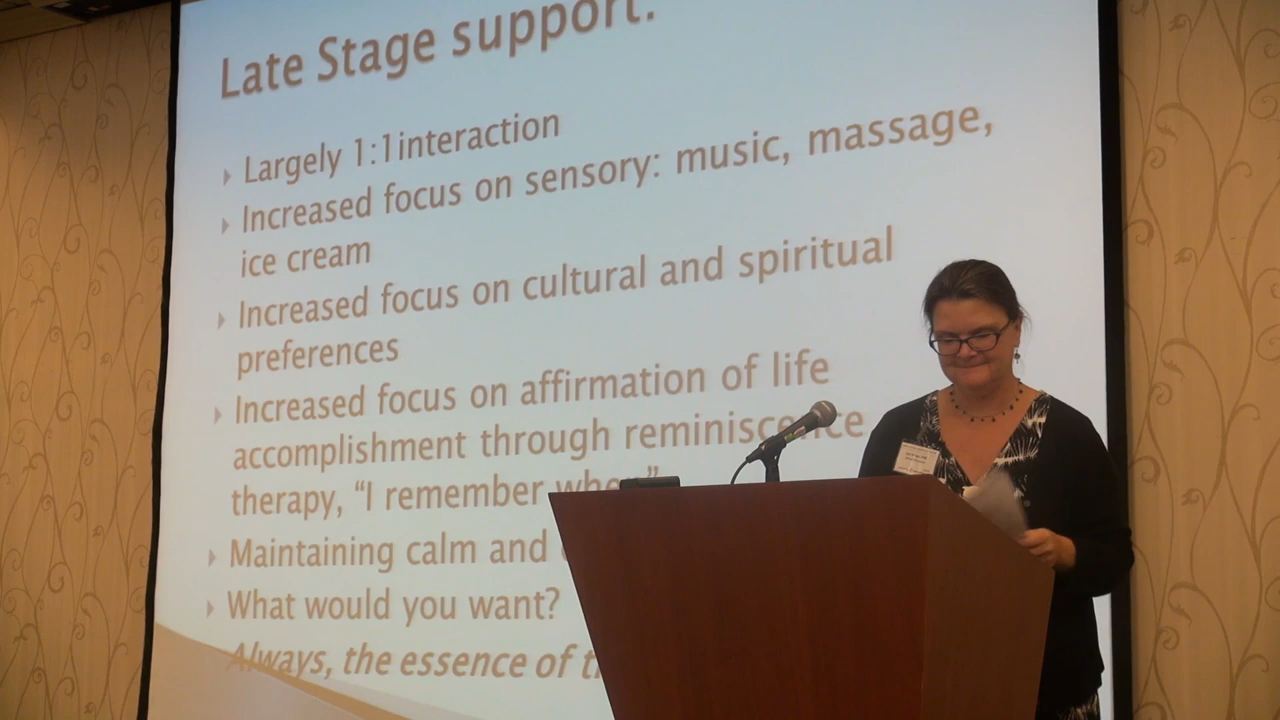 Late Stage support:
Largely 1:1interaction
Increased focus on sensory: music, massage,
ice cream
Increased focus on cultural and spiritual
preferences
Increased focus on affirmation of life
accomplishment through reminiscence
therapy, “I remember when”
Maintaining calm and
What would you want?
Always, the essence of